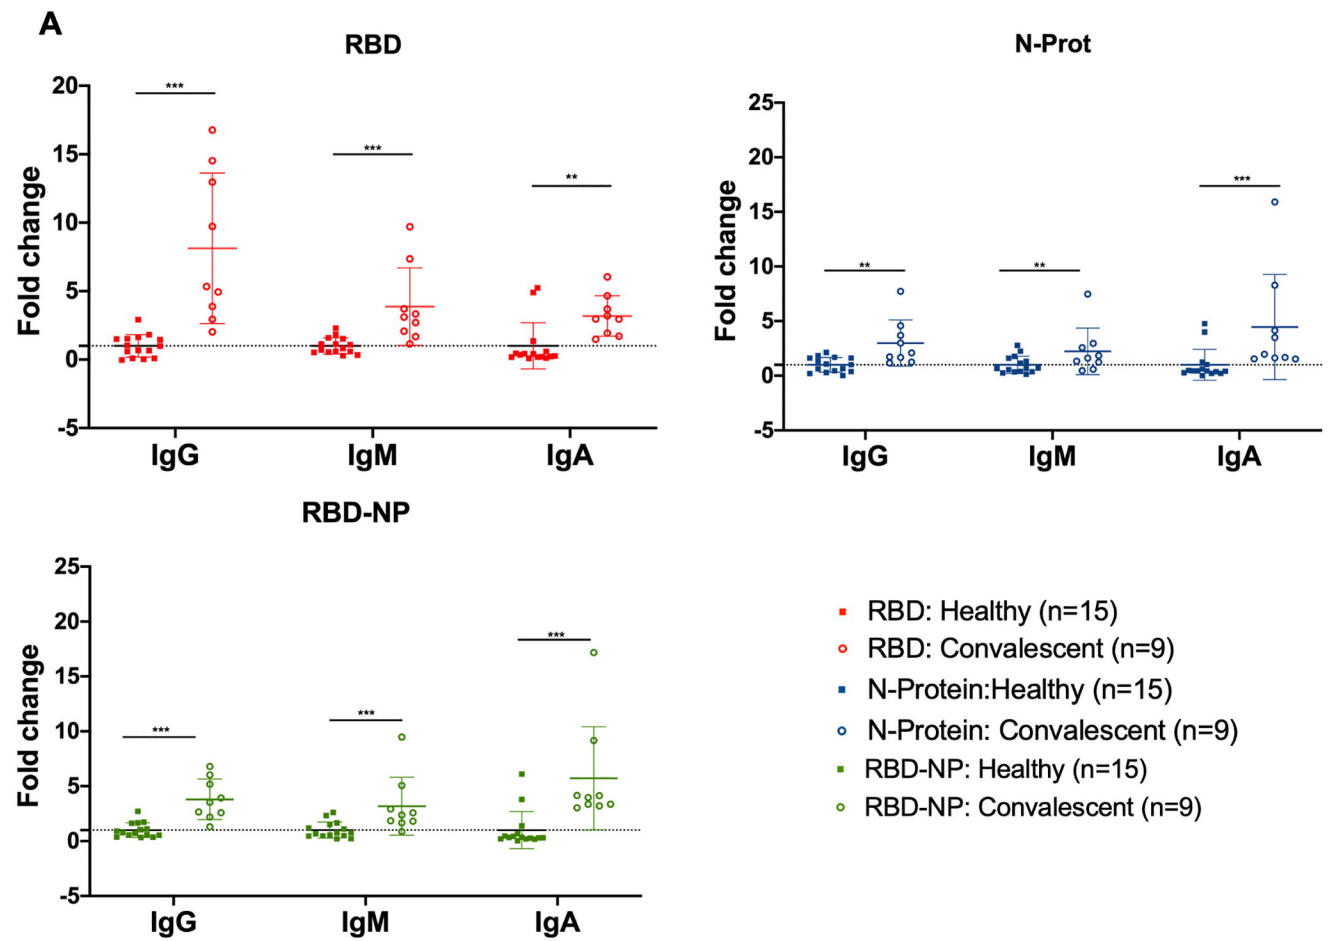 A
RBD
Fold change
20
15
10
5
0
-5
***
***
**
IgG
IgM
IgA
N-Prot
Fold change
25
20
15
10
5
0
-5
**
**
***
IgG
IgM
IgA
RBD-NP
Fold change
25
20
15
10
5
0
-5
***
***
***
IgG
IgM
IgA
RBD: Healthy (n=15)
RBD: Convalescent (n=9)
N-Protein:Healthy (n=15)
N-Protein: Convalescent (n=9)
RBD-NP: Healthy (n=15)
RBD-NP: Convalescent (n=9)